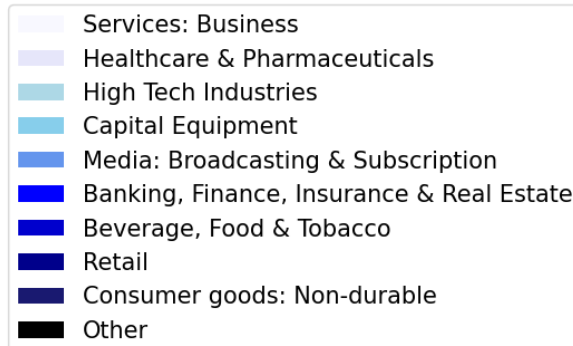 Services: Business
Healthcare & Pharmaceuticals
High Tech Industries
Capital Equipment
Media: Broadcasting & Subscription
Banking, Finance, Insurance & Real Estate
Beverage, Food & Tobacco
Retail
Consumer goods: Non-durable
Other